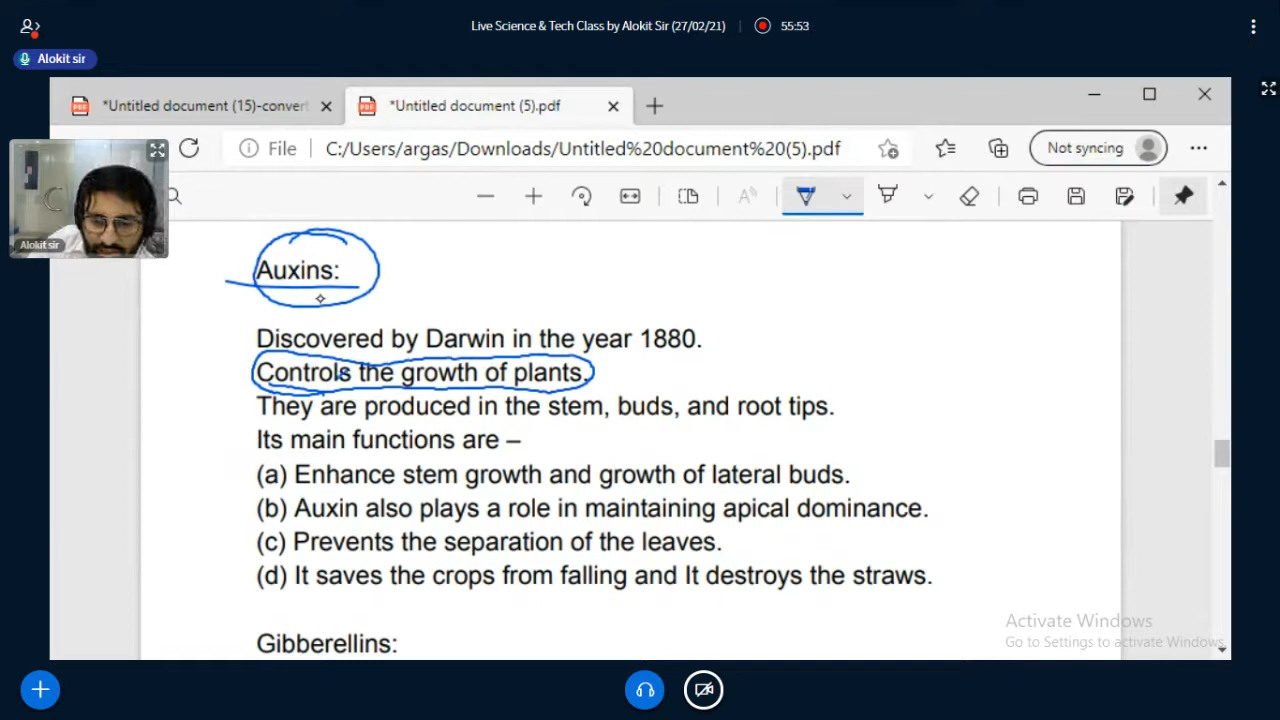 Live Science & Tech Class by Alokit Sir (27/02/21) 55:53
Alokit sir
*Untitled document (15)-convert
*Untitled document (5).pdf
File C:/Users/argas/Downloads/Untitled%20document%20(5).pdf
Not syncing
Alokit sir
Auxins:
Discovered by Darwin in the year 1880.
Controls the growth of plants.
They are produced in the stem, buds, and root tips.
Its main functions are –
(a) Enhance stem growth and growth of lateral buds.
(b) Auxin also plays a role in maintaining apical dominance.
(c) Prevents the separation of the leaves.
(d) It saves the crops from falling and It destroys the straws.
Gibberellins:
Activate Windows
Go to Settings to activate Windows.